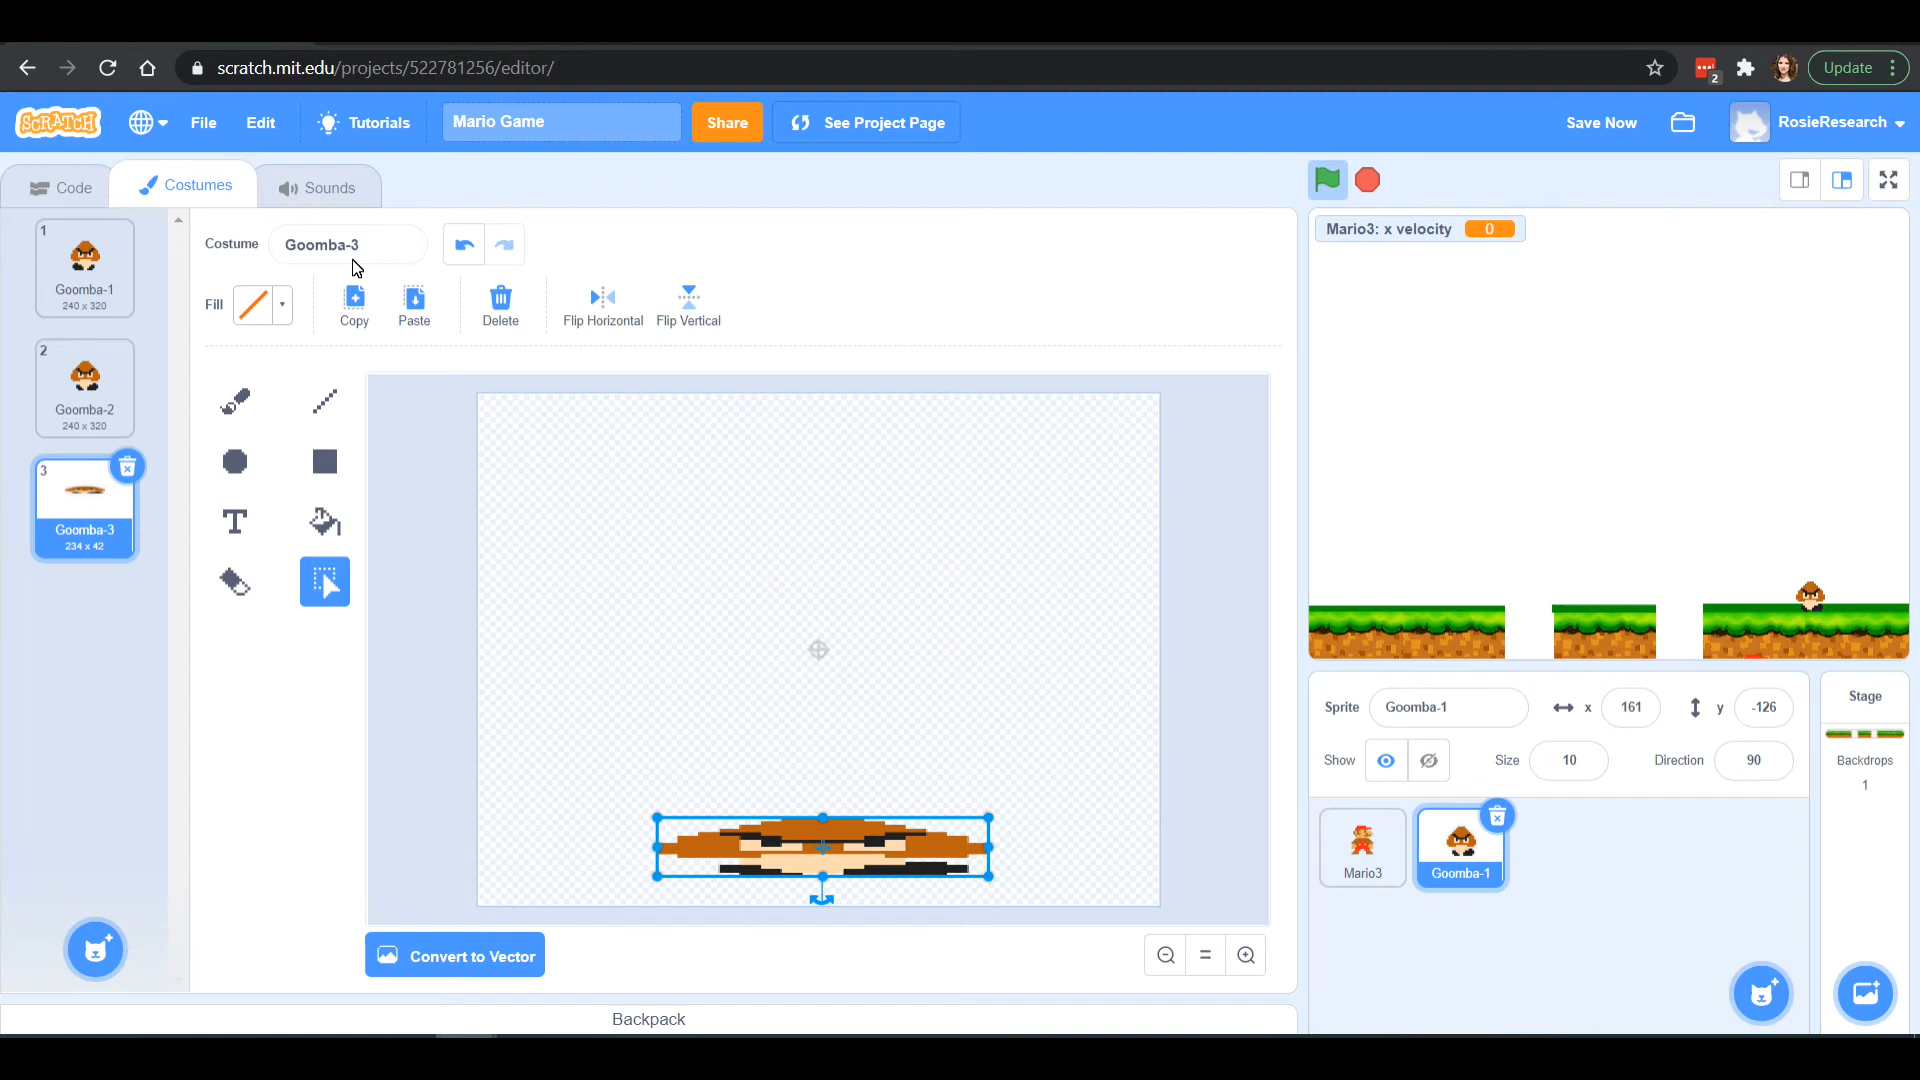 scratch.mit.edu/projects/522781256/editor/
2
Update
SCRATCH
File
Edit
Tutorials
Mario Game
Share
See Project Page
Save Now
RosieResearch
Code
Costumes
Sounds
Costume
Goomba-3
Fill
Copy
Paste
Delete
Flip Horizontal
Flip Vertical
1
Goomba-1
240 x 320
2
Goomba-2
240 x 320
3
Goomba-3
234 x 42
Convert to Vector
Backpack
Mario3: x velocity 0
Sprite Goomba-1 x 161 y -126
Show Size 10 Direction 90
Mario3
Goomba-1
Stage
Backdrops
1